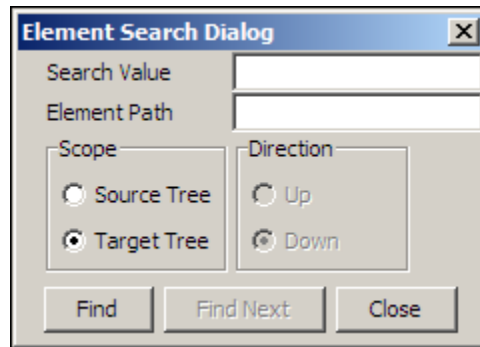 Element Search Dialog
Search Value
Element Path
Scope
Direction
Source Tree
Up
Target Tree
Down
Find
Find Next
Close